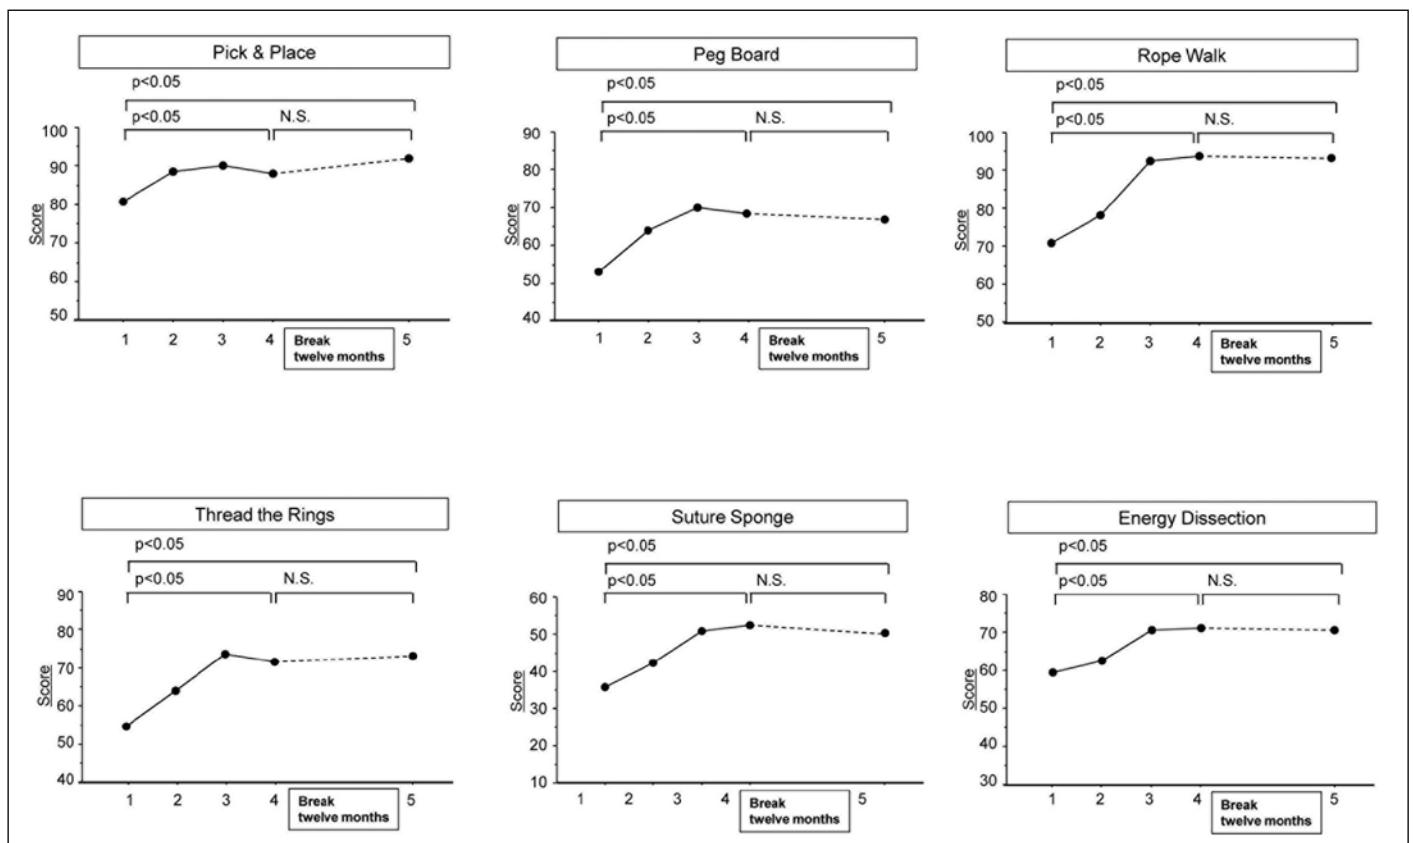 Pick & Place
p<0.05
p<0.05 N.S.
100
90
80
70
60
50
Score
1 2 3 4 5
Break
twelve months
Peg Board
p<0.05
p<0.05 N.S.
90
80
70
60
50
40
Score
1 2 3 4 5
Break
twelve months
Rope Walk
p<0.05
p<0.05 N.S.
100
90
80
70
60
50
Score
1 2 3 4 5
Break
twelve months
Thread the Rings
p<0.05
p<0.05 N.S.
90
80
70
60
50
40
Score
1 2 3 4 5
Break
twelve months
Suture Sponge
p<0.05
p<0.05 N.S.
60
50
40
30
20
10
Score
1 2 3 4 5
Break
twelve months
Energy Dissection
p<0.05
p<0.05 N.S.
80
70
60
50
40
30
Score
1 2 3 4 5
Break
twelve months